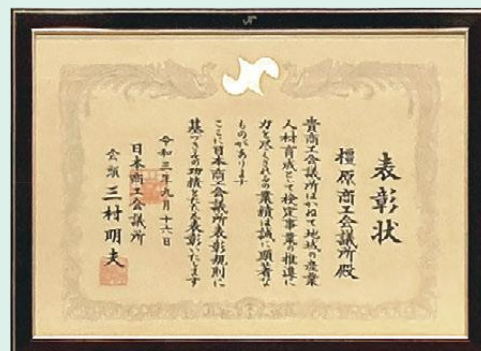 表彰状
橿原商工会議所殿
貴商工会議所はかねて地域の産業
人材育成として検定事業の推進に
力を尽くされその業績は誠に顕著な
ものがあります
ここに日本商工会議所表彰規則に
基づきその功績をたたえ表彰いたします
令和三年九月十六日
日本商工会議所
会頭 三村明夫